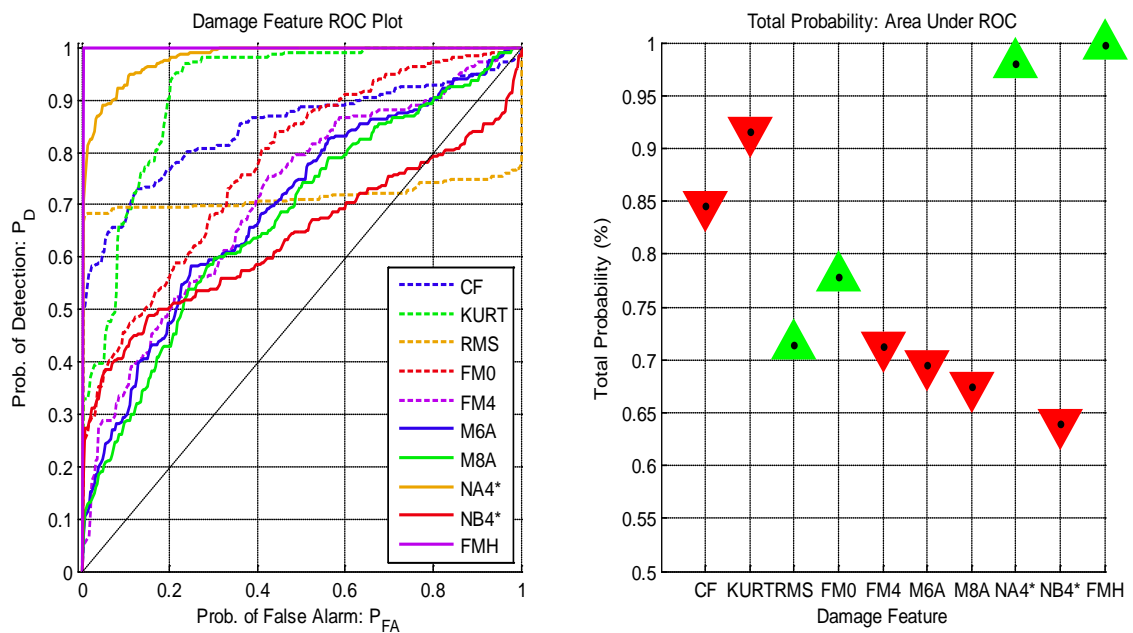 Damage Feature ROC Plot
1
0.9
0.8
0.7
0.6
0.5
0.4
0.3
0.2
0.1
0
0 0.2 0.4 0.6 0.8 1
Prob. of Detection: P_D
Prob. of False Alarm: P_FA
CF
KURT
RMS
FM0
FM4
M6A
M8A
NA4*
NB4*
FMH
Total Probability: Area Under ROC
1
0.95
0.9
0.85
0.8
0.75
0.7
0.65
0.6
0.55
0.5
Total Probability (%)
CF KURT RMS FM0 FM4 M6A M8A NA4* NB4* FMH
Damage Feature